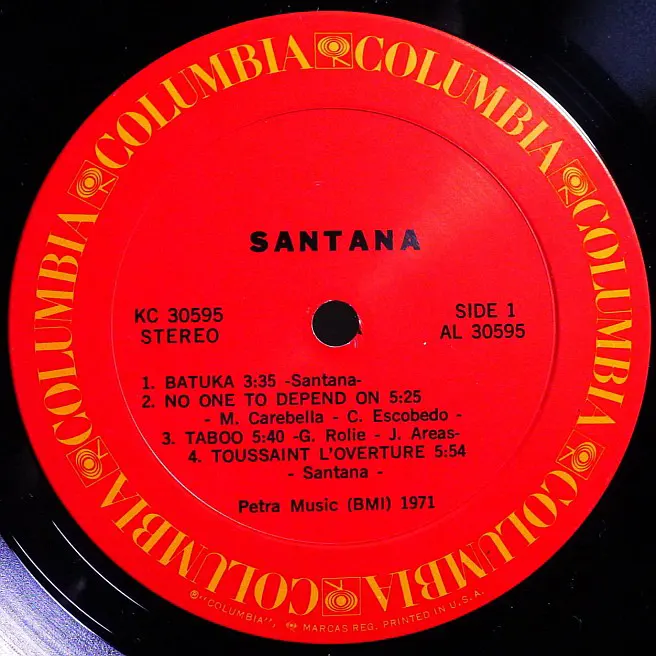 COLUMBIA COLUMBIA COLUMBIA COLUMBIA COLUMBIA COLUMBIA
SANTANA
KC 30595
STEREO
SIDE 1
AL 30595
1. BATUKA 3:35 -Santana-
2. NO ONE TO DEPEND ON 5:25
- M. Carebella - C. Escobedo -
3. TABOO 5:40 -G. Rolie - J. Areas-
4. TOUSSAINT L'OVERTURE 5:54
- Santana -
Petra Music (BMI) 1971
®"COLUMBIA", MARCAS REG. PRINTED IN U.S.A.